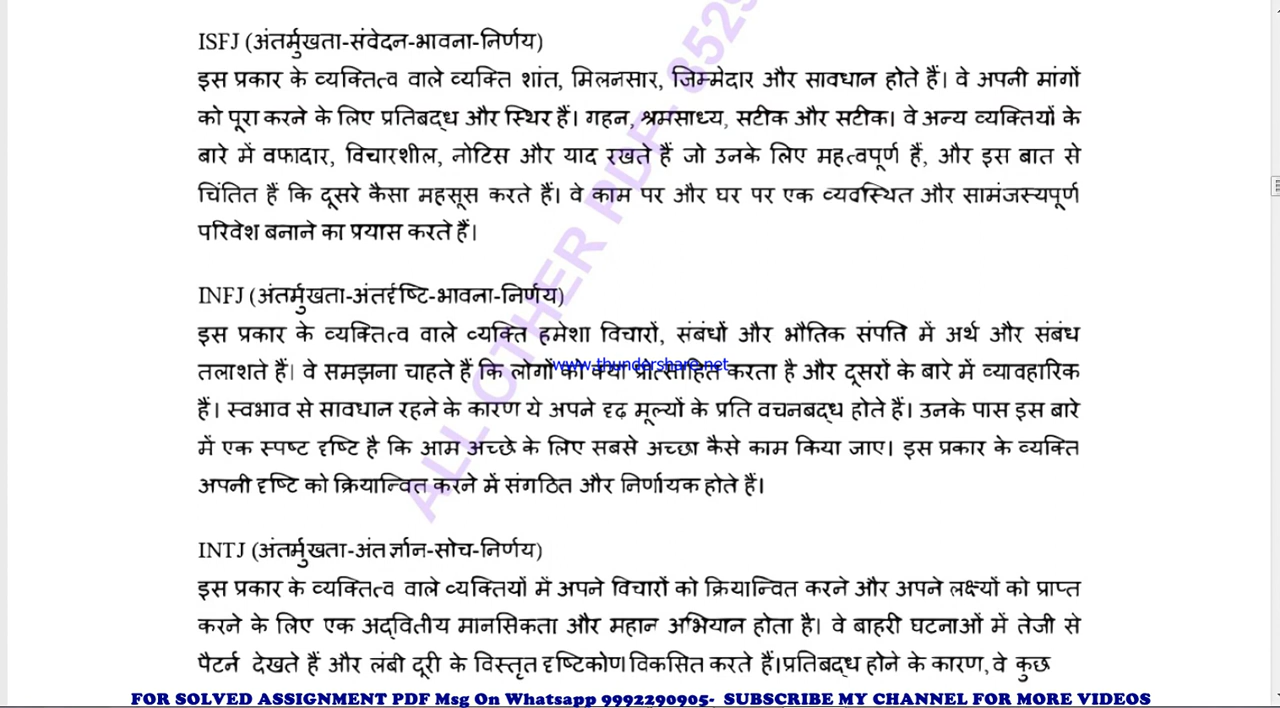 ISFJ (अंतर्मुखता-संवेदन-भावना-निर्णय)
इस प्रकार के व्यक्तित्व वाले व्यक्ति शांत, मिलनसार, जिम्मेदार और सावधान होते हैं। वे अपनी मांगों
को पूरा करने के लिए प्रतिबद्ध और स्थिर हैं। गहन, श्रमसाध्य, सटीक और सटीक। वे अन्य व्यक्तियों के
बारे में वफादार, विचारशील, नोटिस और याद रखते हैं जो उनके लिए महत्वपूर्ण हैं, और इस बात से
चिंतित हैं कि दूसरे कैसा महसूस करते हैं। वे काम पर और घर पर एक व्यवस्थित और सामंजस्यपूर्ण
परिवेश बनाने का प्रयास करते हैं।
INFJ (अंतर्मुखता-अंतर्दृष्टि-भावना-निर्णय)
इस प्रकार के व्यक्तित्व वाले व्यक्ति हमेशा विचारों, संबंधों और भौतिक संपति में अर्थ और संबंध
तलाशते हैं। वे समझना चाहते हैं कि लोगों को क्या प्रोत्साहित करता है और दूसरों के बारे में व्यावहारिक
www.thundershare.net
हैं। स्वभाव से सावधान रहने के कारण ये अपने दृढ़ मूल्यों के प्रति वचनबद्ध होते हैं। उनके पास इस बारे
में एक स्पष्ट दृष्टि है कि आम अच्छे के लिए सबसे अच्छा कैसे काम किया जाए। इस प्रकार के व्यक्ति
अपनी दृष्टि को क्रियान्वित करने में संगठित और निर्णायक होते हैं।
INTJ (अंतर्मुखता-अंतर्ज्ञान-सोच-निर्णय)
इस प्रकार के व्यक्तित्व वाले व्यक्तियों में अपने विचारों को क्रियान्वित करने और अपने लक्ष्यों को प्राप्त
करने के लिए एक अद्वितीय मानसिकता और महान अभियान होता है। वे बाहरी घटनाओं में तेजी से
पैटर्न देखते हैं और लंबी दूरी के विस्तृत दृष्टिकोण विकसित करते हैं।प्रतिबद्ध होने के कारण, वे कुछ
ALL OTHER PDF- 8529
FOR SOLVED ASSIGNMENT PDF Msg On Whatsapp 9992290905- SUBSCRIBE MY CHANNEL FOR MORE VIDEOS